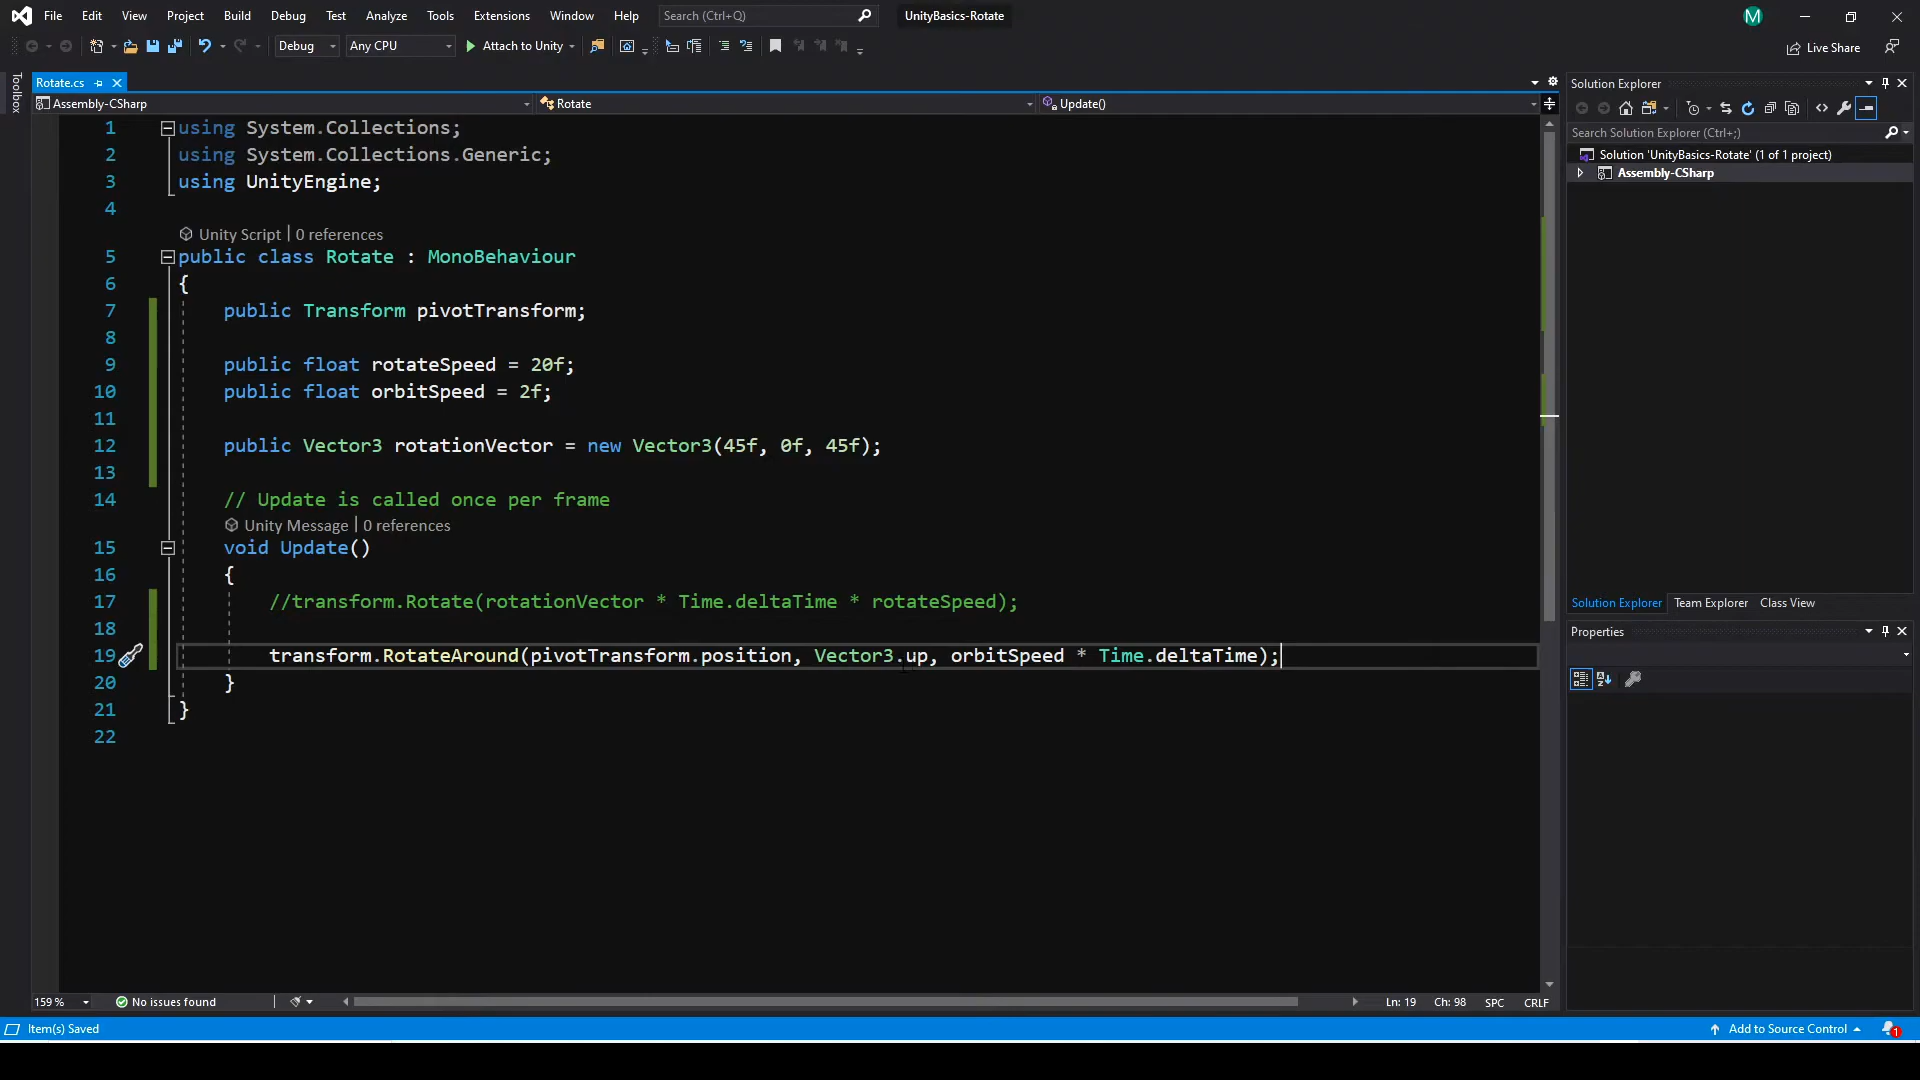 File Edit View Project Build Debug Test Analyze Tools Extensions Window Help Search (Ctrl+Q) UnityBasics-Rotate M
Debug Any CPU Attach to Unity Live Share
Toolbox
Rotate.cs
Assembly-CSharp Rotate Update()
1 using System.Collections;
2 using System.Collections.Generic;
3 using UnityEngine;
4
Unity Script | 0 references
5 public class Rotate : MonoBehaviour
6 {
7 public Transform pivotTransform;
8
9 public float rotateSpeed = 20f;
10 public float orbitSpeed = 2f;
11
12 public Vector3 rotationVector = new Vector3(45f, 0f, 45f);
13
14 // Update is called once per frame
Unity Message | 0 references
15 void Update()
16 {
17 //transform.Rotate(rotationVector * Time.deltaTime * rotateSpeed);
18
19 transform.RotateAround(pivotTransform.position, Vector3.up, orbitSpeed * Time.deltaTime);
20 }
21 }
22
159 % No issues found Ln: 19 Ch: 98 SPC CRLF
Solution Explorer
Search Solution Explorer (Ctrl+;)
Solution 'UnityBasics-Rotate' (1 of 1 project)
Assembly-CSharp
Solution Explorer Team Explorer Class View
Properties
Item(s) Saved Add to Source Control 1